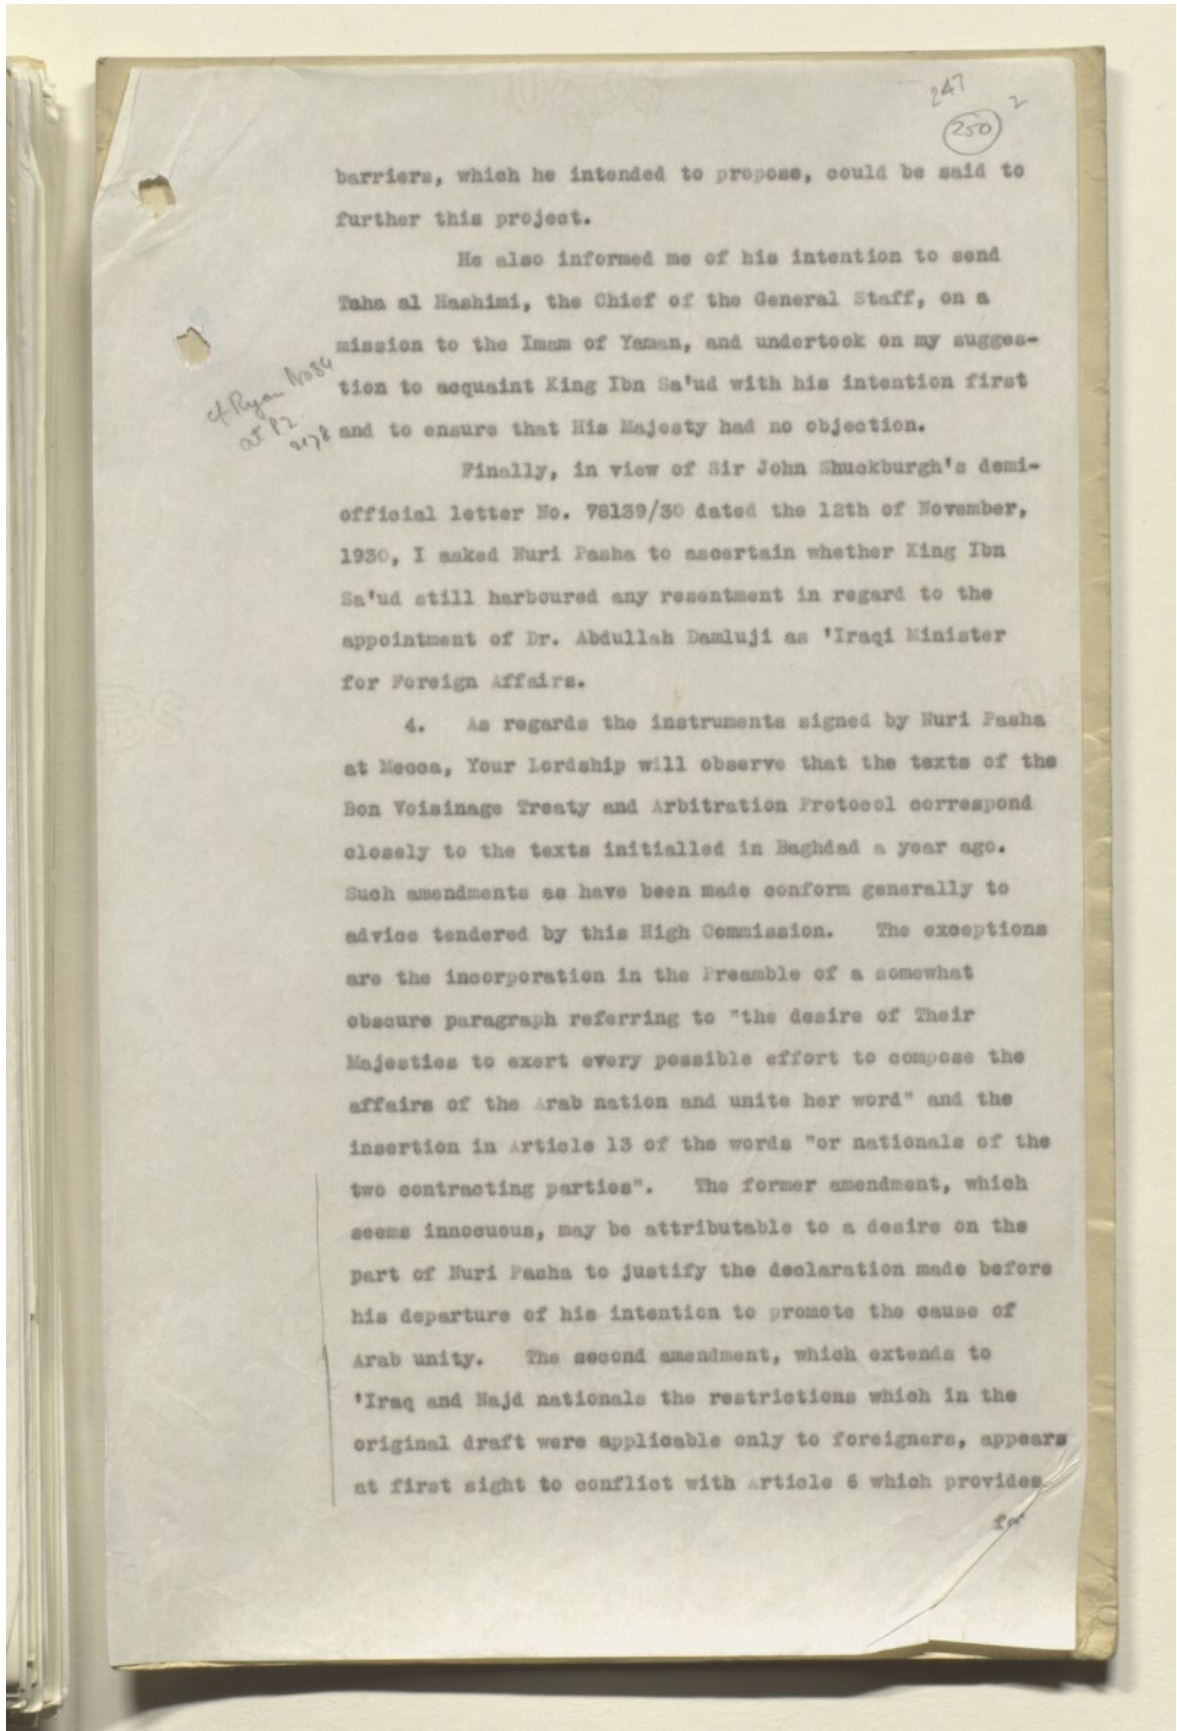 247
2
250
barriers, which he intended to propose, could be said to
further this project.
He also informed me of his intention to send
Taha al Hashimi, the Chief of the General Staff, on a
mission to the Imam of Yaman, and undertook on my sugges-
tion to acquaint King Ibn Sa'ud with his intention first
and to ensure that His Majesty had no objection.
cf Ryan No 84
at P2
2178
Finally, in view of Sir John Shuckburgh's demi-
official letter No. 78139/30 dated the 12th of November,
1930, I asked Nuri Pasha to ascertain whether King Ibn
Sa'ud still harboured any resentment in regard to the
appointment of Dr. Abdullah Damluji as 'Iraqi Minister
for Foreign Affairs.
4. As regards the instruments signed by Nuri Pasha
at Mecca, Your Lordship will observe that the texts of the
Bon Voisinage Treaty and Arbitration Protocol correspond
closely to the texts initialled in Baghdad a year ago.
Such amendments as have been made conform generally to
advice tendered by this High Commission. The exceptions
are the incorporation in the Preamble of a somewhat
obscure paragraph referring to "the desire of Their
Majesties to exert every possible effort to compose the
affairs of the Arab nation and unite her word" and the
insertion in Article 13 of the words "or nationals of the
two contracting parties". The former amendment, which
seems innocuous, may be attributable to a desire on the
part of Nuri Pasha to justify the declaration made before
his departure of his intention to promote the cause of
Arab unity. The second amendment, which extends to
'Iraq and Najd nationals the restrictions which in the
original draft were applicable only to foreigners, appears
at first sight to conflict with Article 6 which provides
for